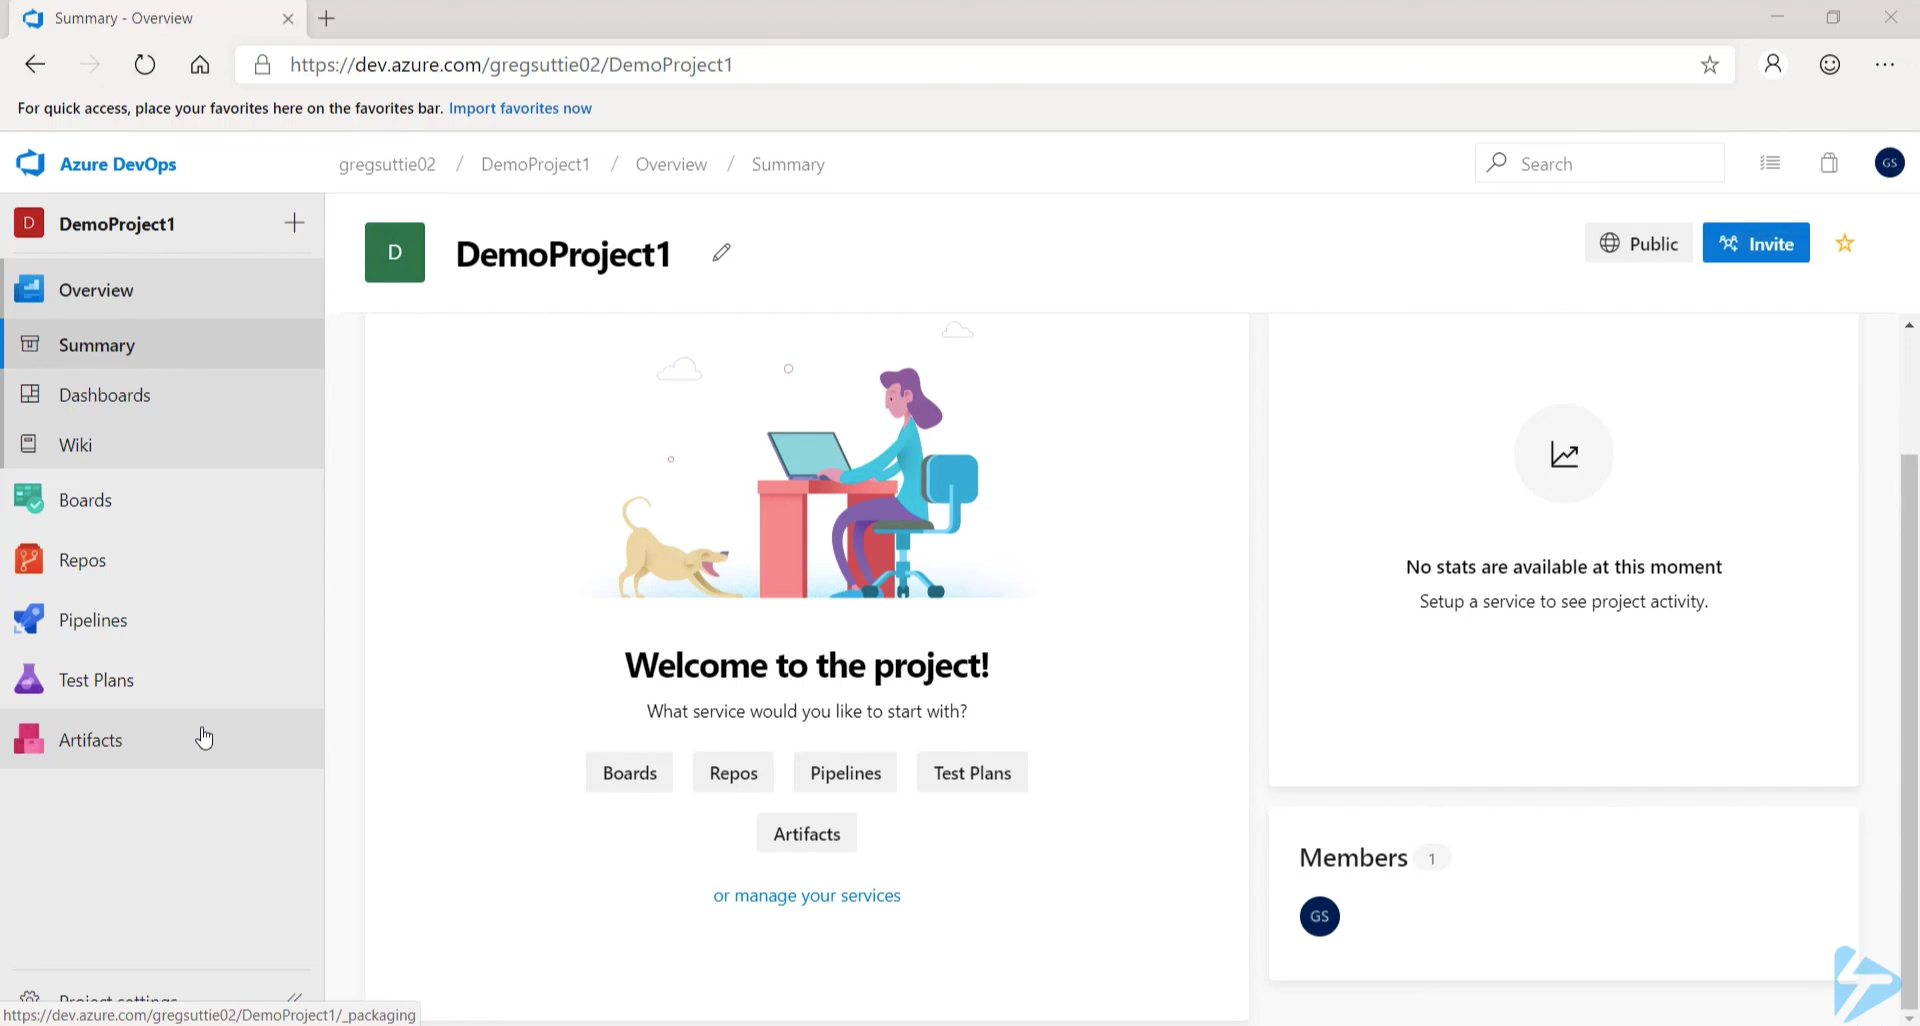 Summary - Overview
https://dev.azure.com/gregsuttie02/DemoProject1
For quick access, place your favorites here on the favorites bar. Import favorites now
Azure DevOps
gregsuttie02 / DemoProject1 / Overview / Summary
Search
GS
D DemoProject1
D DemoProject1
Public
Invite
Overview
Summary
Dashboards
Wiki
Boards
Repos
Pipelines
Test Plans
Artifacts
Project settings
https://dev.azure.com/gregsuttie02/DemoProject1/_packaging
Welcome to the project!
What service would you like to start with?
Boards Repos Pipelines Test Plans
Artifacts
or manage your services
No stats are available at this moment
Setup a service to see project activity.
Members 1
GS